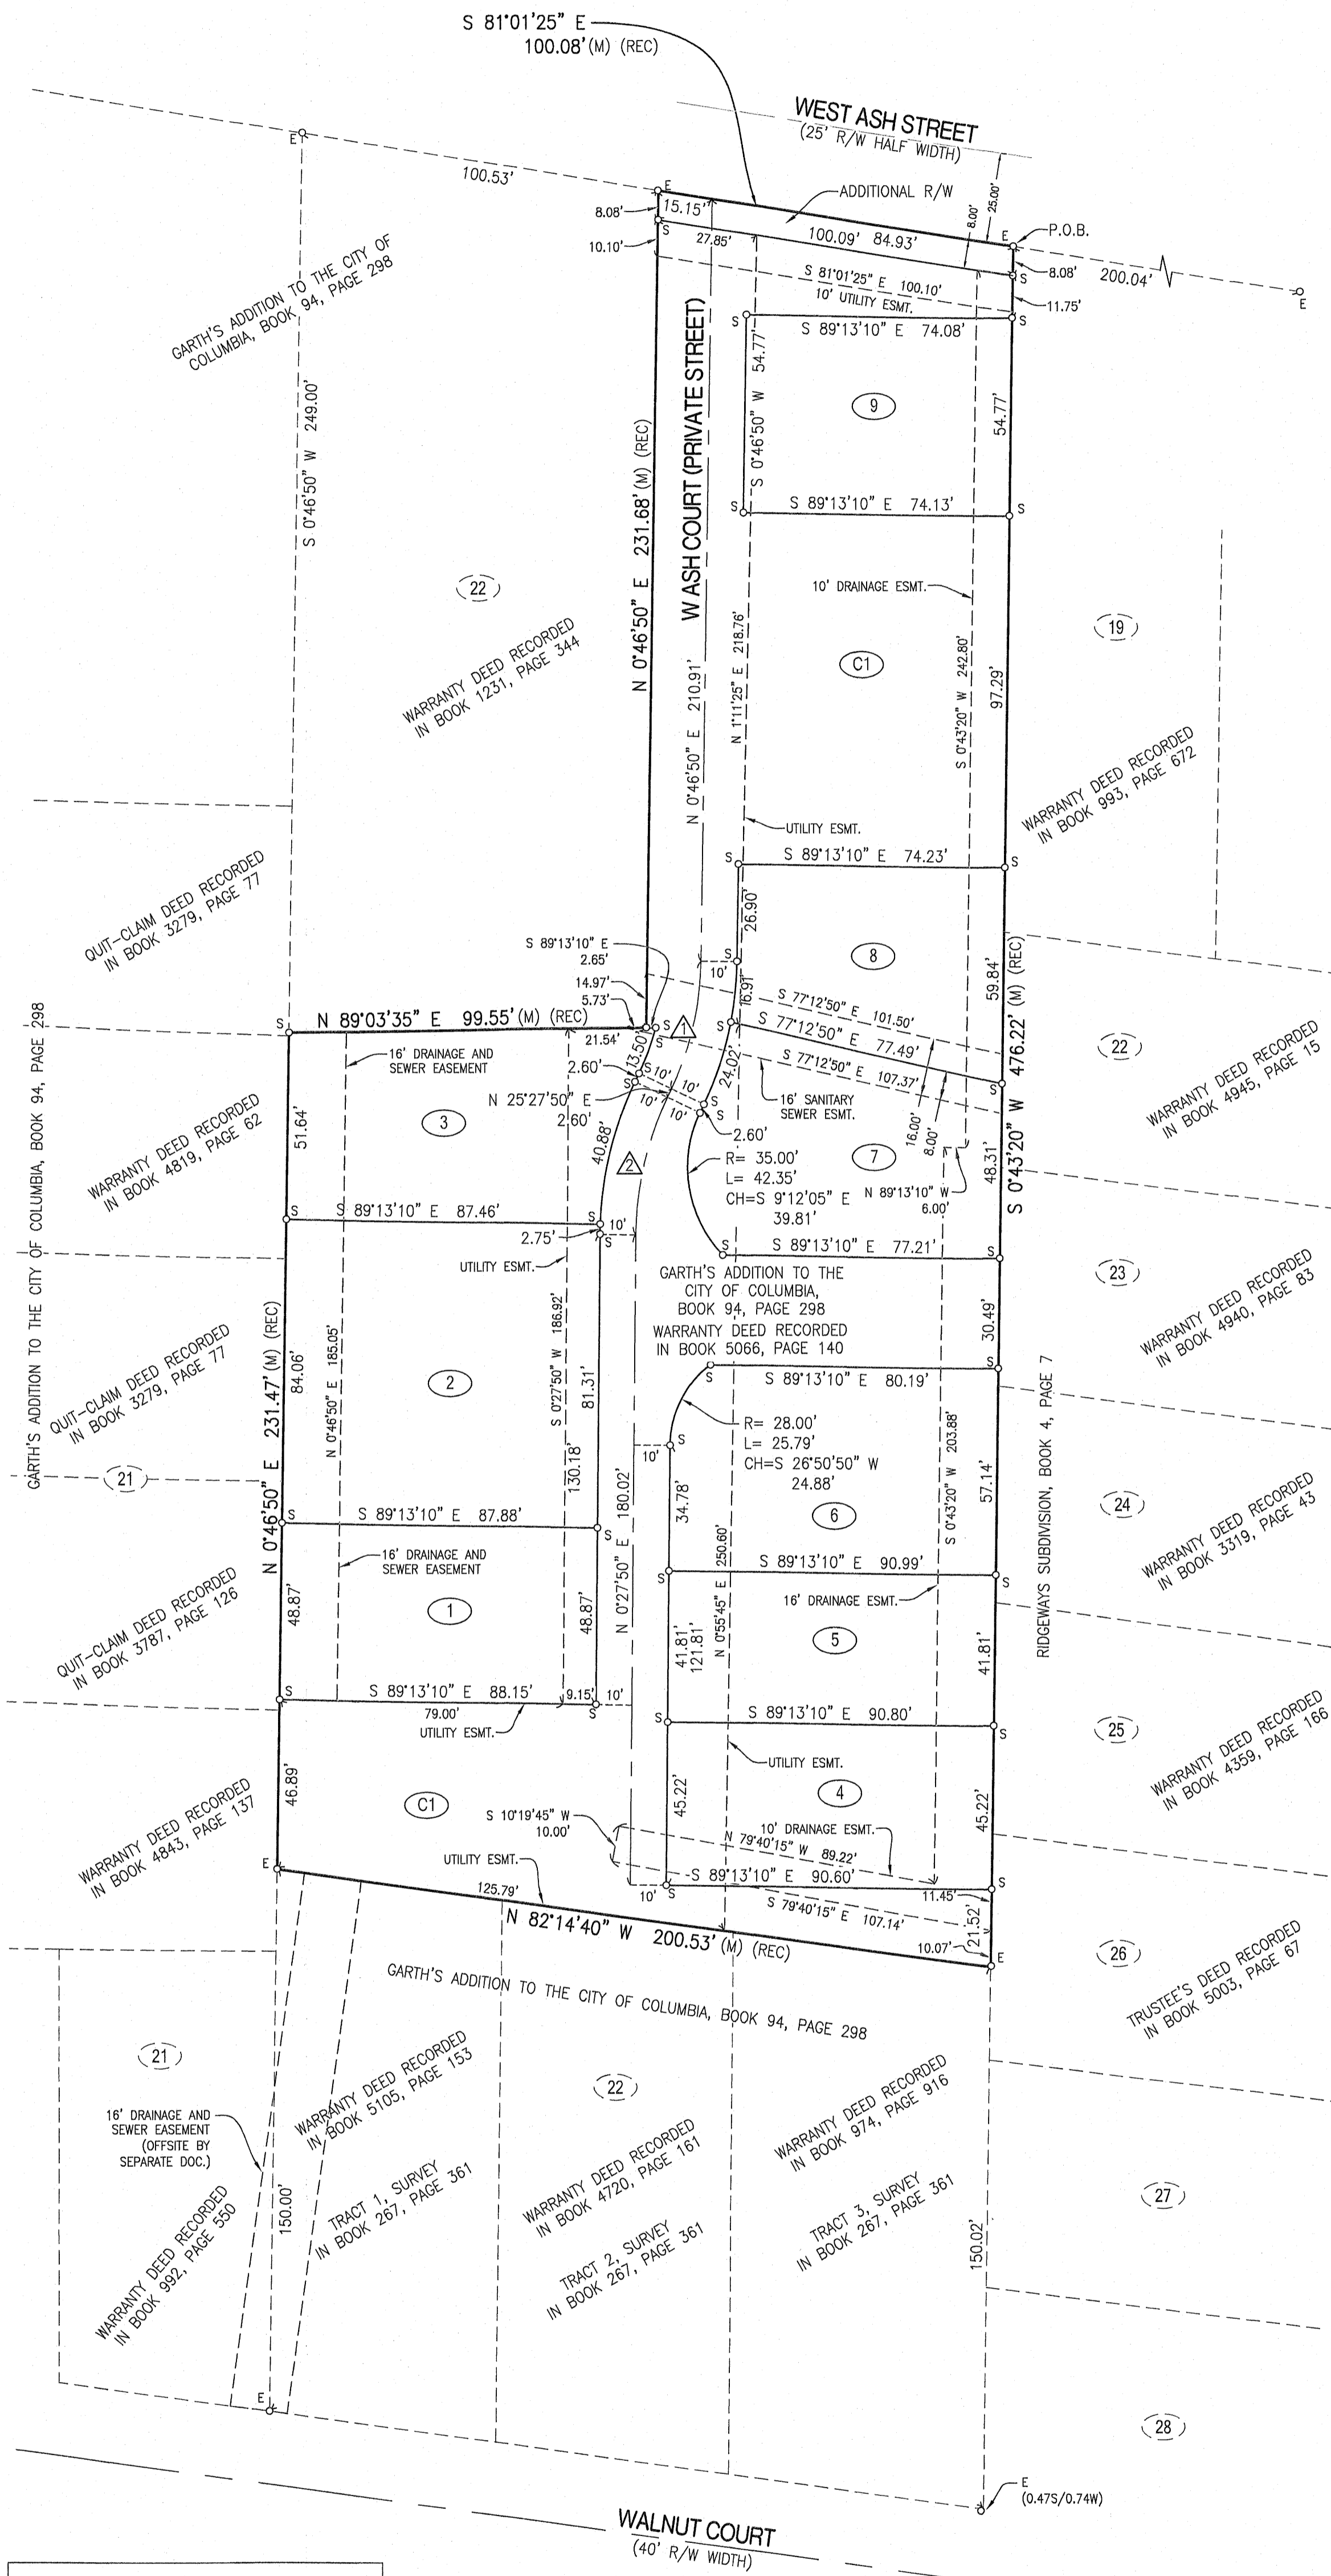 S 81°01'25" E
100.08'(M) (REC)
WEST ASH STREET
(25' R/W HALF WIDTH)
E
100.53'
E
8.08'
15.15'
ADDITIONAL R/W
8.00'
25.00'
E
P.O.B.
S
27.85'
100.09' 84.93'
10.10'
S
8.08'
200.04'
E
S 81°01'25" E 100.10'
10' UTILITY ESMT.
11.75'
GARTH'S ADDITION TO THE CITY OF
COLUMBIA, BOOK 94, PAGE 298
S
S 89°13'10" E 74.08'
S
S 0°46'50" W 249.00'
N 0°46'50" E 231.68'(M) (REC)
W ASH COURT (PRIVATE STREET)
54.77'
S 0°46'50" W 54.77'
9
54.77'
S
S 89°13'10" E 74.13'
S
22
WARRANTY DEED RECORDED
IN BOOK 1231, PAGE 344
10' DRAINAGE ESMT.
N 0°46'50" E 210.91'
N 1°11'25" E 218.76'
C1
S 0°43'20" W 242.80'
97.29'
19
WARRANTY DEED RECORDED
IN BOOK 993, PAGE 672
UTILITY ESMT.
S
S 89°13'10" E 74.23'
S
QUIT-CLAIM DEED RECORDED
IN BOOK 3279, PAGE 77
S 89°13'10" E
2.65'
26.90'
S
10'
8
59.84'
14.97'
5.73'
16.91'
S 77°12'50" E 101.50'
S 0°43'20" W 476.22' (M) (REC)
GARTH'S ADDITION TO THE CITY OF COLUMBIA, BOOK 94, PAGE 298
S
N 89°03'35" E 99.55'(M) (REC)
21.54'
S
S
1
S
S 77°12'50" E 77.49'
S 77°12'50" E 107.37'
S
22
WARRANTY DEED RECORDED
IN BOOK 4945, PAGE 15
16' DRAINAGE AND
SEWER EASEMENT
13.50'
24.02'
2.60'
S
S
10'
10'
10'
10'
S
S
N 25°27'50" E
2.60'
2.60'
16' SANITARY
SEWER ESMT.
16.00'
8.00'
WARRANTY DEED RECORDED
IN BOOK 4819, PAGE 62
51.64'
3
40.88'
2
R= 35.00'
L= 42.35'
CH=S 9°12'05" E
39.81'
7
N 89°13'10" W
6.00'
48.31'
S
S 89°13'10" E 87.46'
S
10'
2.75'
S
S
S 89°13'10" E 77.21'
S
UTILITY ESMT.
GARTH'S ADDITION TO THE
CITY OF COLUMBIA,
BOOK 94, PAGE 298
WARRANTY DEED RECORDED
IN BOOK 5066, PAGE 140
30.49'
23
WARRANTY DEED RECORDED
IN BOOK 4940, PAGE 83
QUIT-CLAIM DEED RECORDED
IN BOOK 3279, PAGE 77
N 0°46'50" E 231.47'(M) (REC)
84.06'
N 0°46'50" E 185.05'
2
S 0°27'50" W 186.92'
130.18'
81.31'
S
S 89°13'10" E 80.19'
S
RIDGEWAYS SUBDIVISION, BOOK 4, PAGE 7
R= 28.00'
L= 25.79'
CH=S 26°50'50" W
24.88'
S
10'
S 0°43'20" W 203.88'
57.14'
24
WARRANTY DEED RECORDED
IN BOOK 3319, PAGE 43
21
N 0°27'50" E 180.02'
34.78'
6
S
S 89°13'10" E 87.88'
S
N 0°55'45" E 250.60'
S
S 89°13'10" E 90.99'
S
16' DRAINAGE AND
SEWER EASEMENT
16' DRAINAGE ESMT.
QUIT-CLAIM DEED RECORDED
IN BOOK 3787, PAGE 126
48.87'
1
48.87'
41.81'
121.81'
5
41.81'
S
S 89°13'10" E 88.15'
9.15'
10'
S
79.00'
UTILITY ESMT.
S
S 89°13'10" E 90.80'
S
25
WARRANTY DEED RECORDED
IN BOOK 4359, PAGE 166
UTILITY ESMT.
WARRANTY DEED RECORDED
IN BOOK 4843, PAGE 137
46.89'
C1
S 10°19'45" W
10.00'
45.22'
4
45.22'
10' DRAINAGE ESMT.
N 79°40'15" W 89.22'
UTILITY ESMT.
E
125.79'
10'
S
S 89°13'10" E 90.60'
S
11.45'
S 79°40'15" E 107.14'
21.52'
N 82°14'40" W 200.53' (M) (REC)
10.07'
E
26
TRUSTEE'S DEED RECORDED
IN BOOK 5003, PAGE 67
GARTH'S ADDITION TO THE CITY OF COLUMBIA, BOOK 94, PAGE 298
21
22
16' DRAINAGE AND
SEWER EASEMENT
(OFFSITE BY
SEPARATE DOC.)
WARRANTY DEED RECORDED
IN BOOK 5105, PAGE 153
TRACT 1, SURVEY
IN BOOK 267, PAGE 361
WARRANTY DEED RECORDED
IN BOOK 4720, PAGE 161
TRACT 2, SURVEY
IN BOOK 267, PAGE 361
WARRANTY DEED RECORDED
IN BOOK 974, PAGE 916
TRACT 3, SURVEY
IN BOOK 267, PAGE 361
27
WARRANTY DEED RECORDED
IN BOOK 992, PAGE 550
150.00'
150.02'
E
28
E
(0.47S/0.74W)
WALNUT COURT
(40' R/W WIDTH)